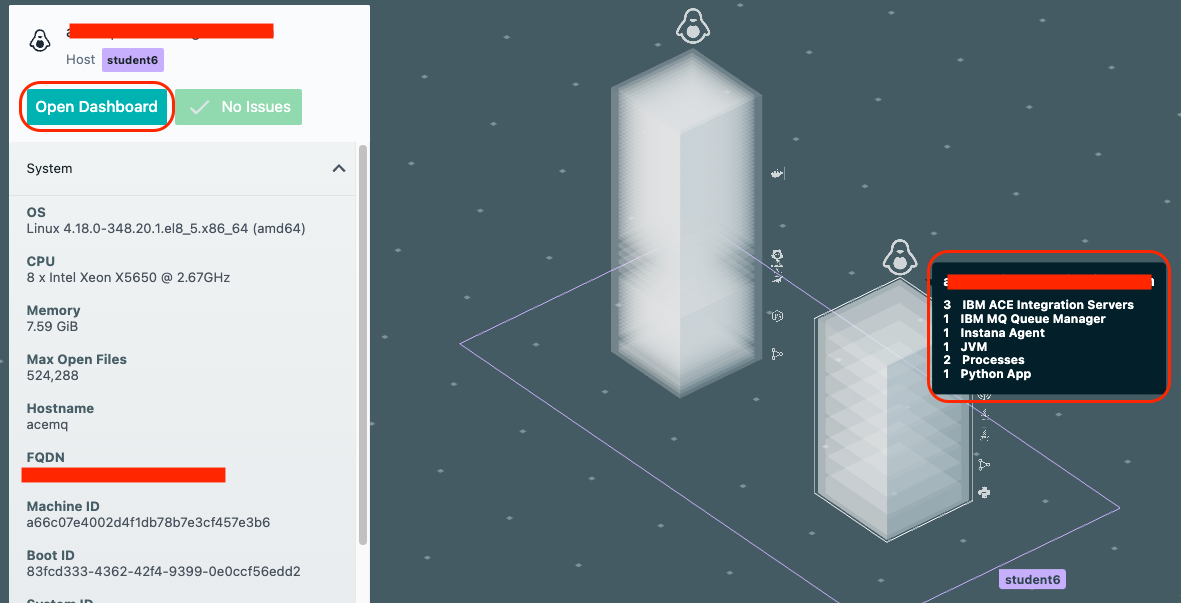 Host student6
Open Dashboard
No Issues
System
OS
Linux 4.18.0-348.20.1.el8_5.x86_64 (amd64)
CPU
8 x Intel Xeon X5650 @ 2.67GHz
Memory
7.59 GiB
Max Open Files
524,288
Hostname
acemq
FQDN
Machine ID
a66c07e4002d4f1db78b7e3cf457e3b6
Boot ID
83fcd333-4362-42f4-9399-0e0ccf56edd2
System ID
3 IBM ACE Integration Servers
1 IBM MQ Queue Manager
1 Instana Agent
1 JVM
2 Processes
1 Python App
student6